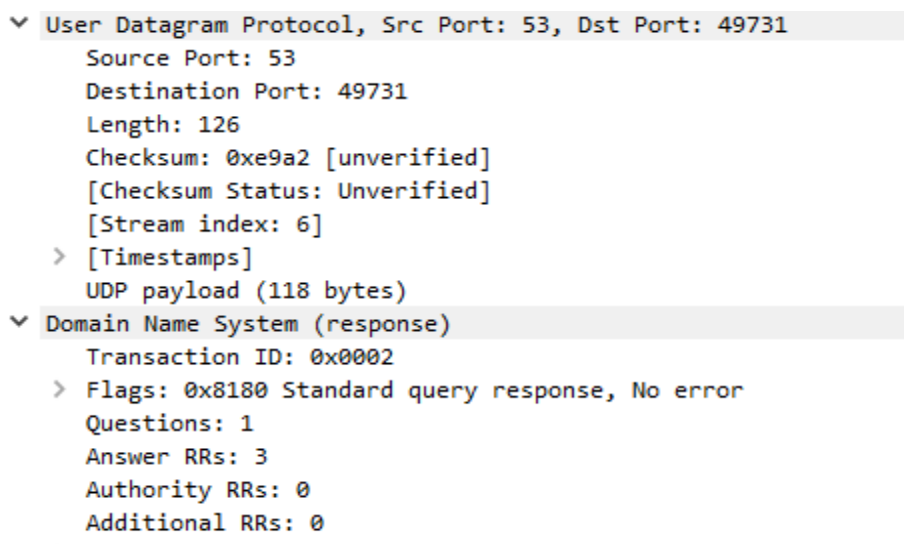 User Datagram Protocol, Src Port: 53, Dst Port: 49731
Source Port: 53
Destination Port: 49731
Length: 126
Checksum: 0xe9a2 [unverified]
[Checksum Status: Unverified]
[Stream index: 6]
[Timestamps]
UDP payload (118 bytes)
Domain Name System (response)
Transaction ID: 0x0002
Flags: 0x8180 Standard query response, No error
Questions: 1
Answer RRs: 3
Authority RRs: 0
Additional RRs: 0